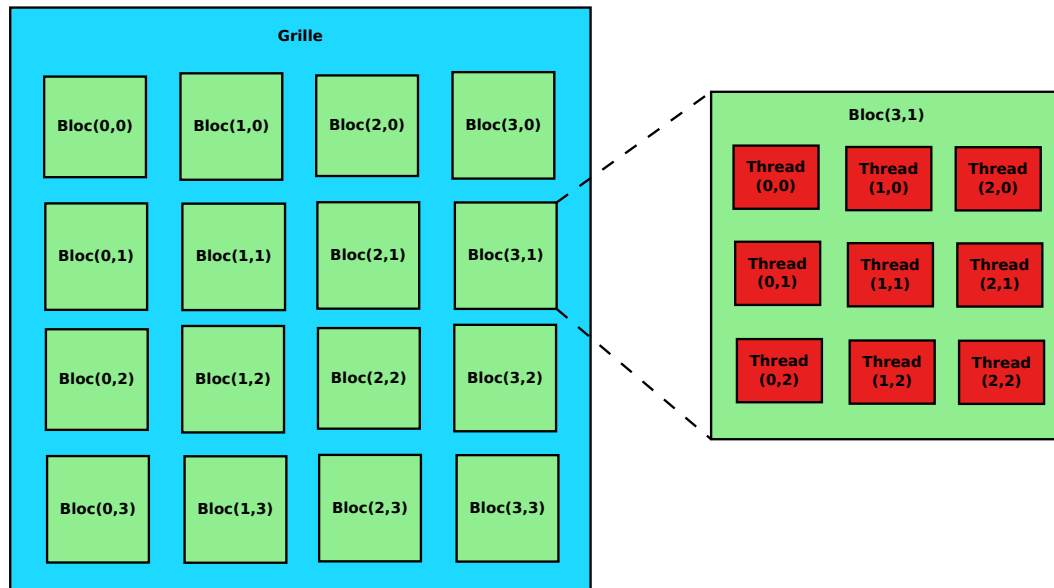 Grille
Bloc(0,0)
Bloc(1,0)
Bloc(2,0)
Bloc(3,0)
Bloc(0,1)
Bloc(1,1)
Bloc(2,1)
Bloc(3,1)
Bloc(0,2)
Bloc(1,2)
Bloc(2,2)
Bloc(3,2)
Bloc(0,3)
Bloc(1,3)
Bloc(2,3)
Bloc(3,3)
Bloc(3,1)
Thread
(0,0)
Thread
(1,0)
Thread
(2,0)
Thread
(0,1)
Thread
(1,1)
Thread
(2,1)
Thread
(0,2)
Thread
(1,2)
Thread
(2,2)